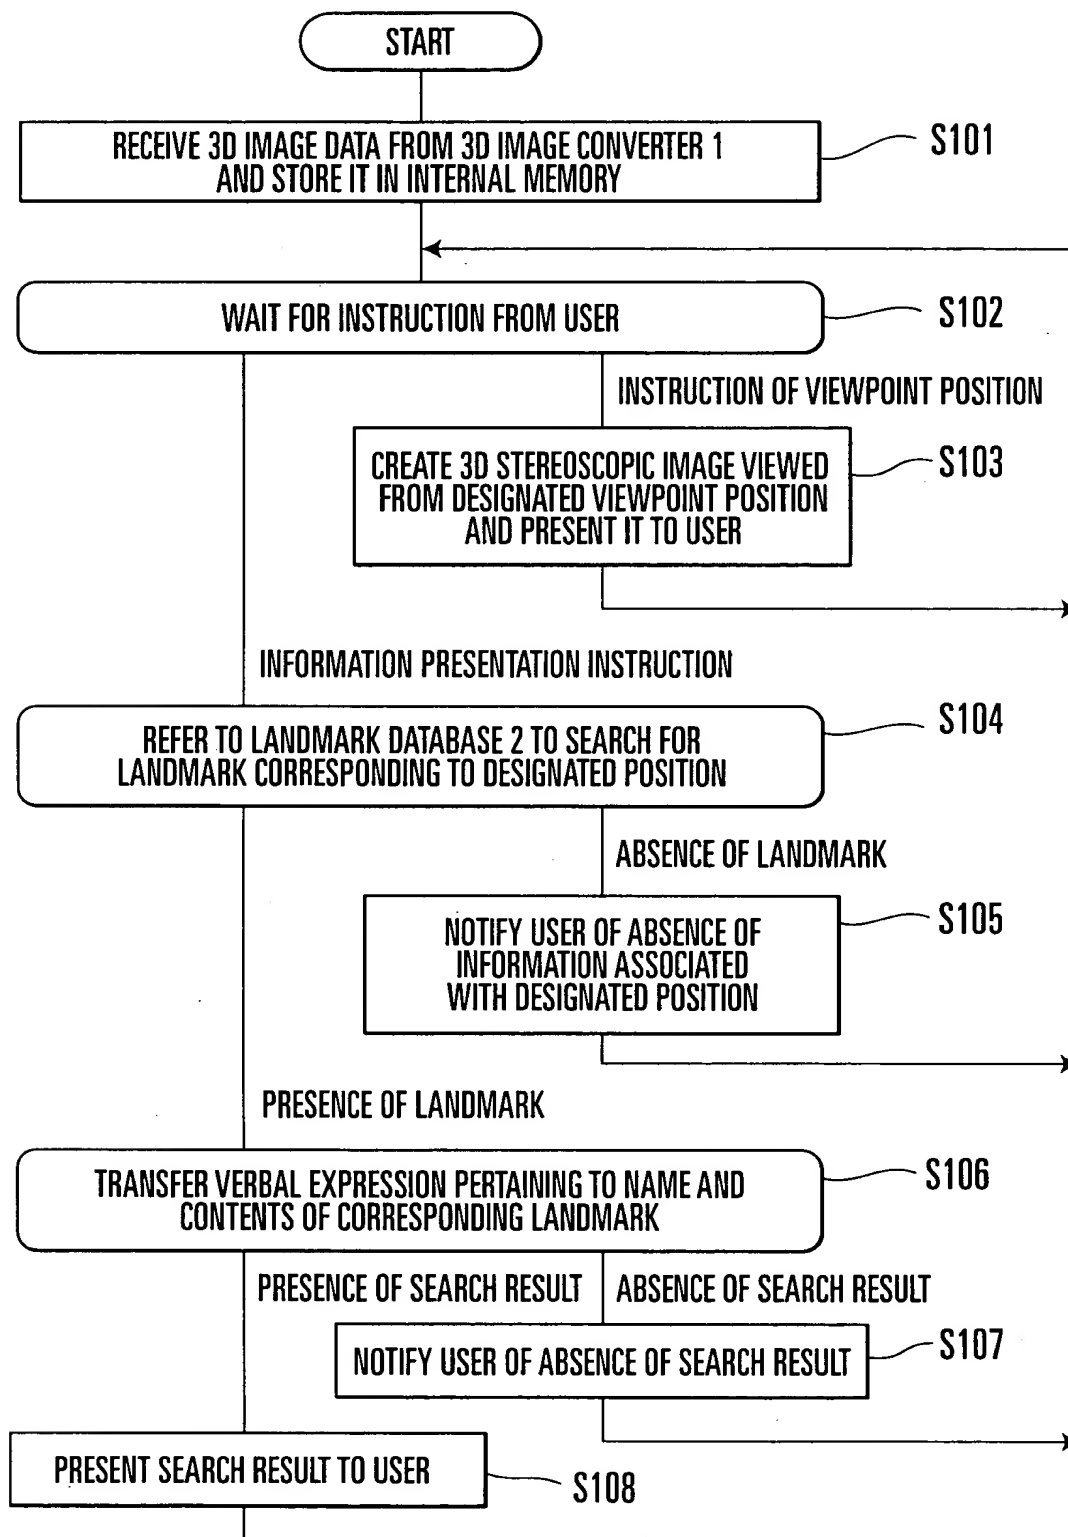 START
RECEIVE 3D IMAGE DATA FROM 3D IMAGE CONVERTER 1
AND STORE IT IN INTERNAL MEMORY
S101
WAIT FOR INSTRUCTION FROM USER
S102
INSTRUCTION OF VIEWPOINT POSITION
CREATE 3D STEREOSCOPIC IMAGE VIEWED
FROM DESIGNATED VIEWPOINT POSITION
AND PRESENT IT TO USER
S103
INFORMATION PRESENTATION INSTRUCTION
REFER TO LANDMARK DATABASE 2 TO SEARCH FOR
LANDMARK CORRESPONDING TO DESIGNATED POSITION
S104
ABSENCE OF LANDMARK
NOTIFY USER OF ABSENCE OF
INFORMATION ASSOCIATED
WITH DESIGNATED POSITION
S105
PRESENCE OF LANDMARK
TRANSFER VERBAL EXPRESSION PERTAINING TO NAME AND
CONTENTS OF CORRESPONDING LANDMARK
S106
PRESENCE OF SEARCH RESULT
ABSENCE OF SEARCH RESULT
NOTIFY USER OF ABSENCE OF SEARCH RESULT
S107
PRESENT SEARCH RESULT TO USER
S108